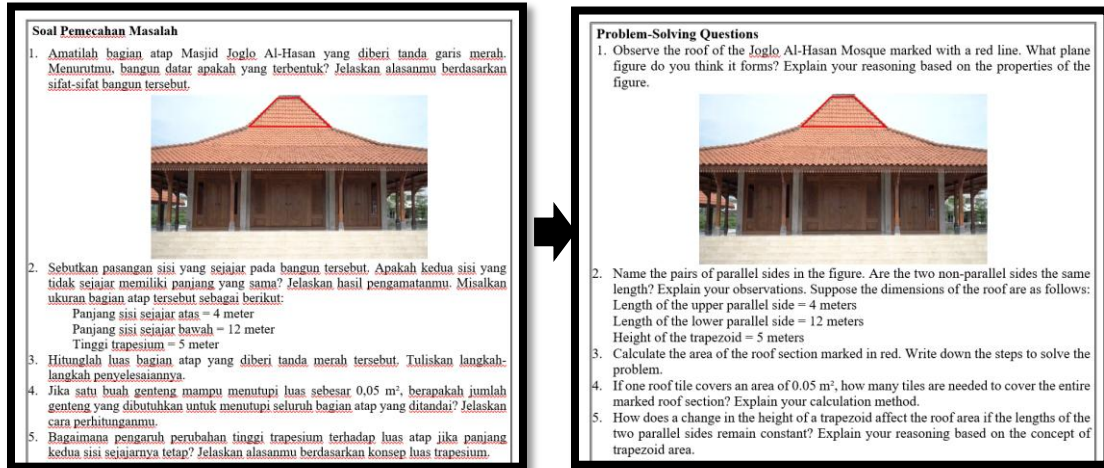 Soal Pemecahan Masalah
1. Amatilah bagian atap Masjid Joglo Al-Hasan yang diberi tanda garis merah.
Menurutmu, bangun datar apakah yang terbentuk? Jelaskan alasanmu berdasarkan
sifat-sifat bangun tersebut.
2. Sebutkan pasangan sisi yang sejajar pada bangun tersebut. Apakah kedua sisi yang
tidak sejajar memiliki panjang yang sama? Jelaskan hasil pengamatanmu. Misalkan
ukuran bagian atap tersebut sebagai berikut:
Panjang sisi sejajar atas = 4 meter
Panjang sisi sejajar bawah = 12 meter
Tinggi trapesium = 5 meter
3. Hitunglah luas bagian atap yang diberi tanda merah tersebut. Tuliskan langkah-
langkah penyelesaiannya.
4. Jika satu buah genteng mampu menutupi luas sebesar 0,05 m², berapakah jumlah
genteng yang dibutuhkan untuk menutupi seluruh bagian atap yang ditandai? Jelaskan
cara perhitunganmu.
5. Bagaimana pengaruh perubahan tinggi trapesium terhadap luas atap jika panjang
kedua sisi sejajarnya tetap? Jelaskan alasanmu berdasarkan konsep luas trapesium.
Problem-Solving Questions
1. Observe the roof of the Joglo Al-Hasan Mosque marked with a red line. What plane
figure do you think it forms? Explain your reasoning based on the properties of the
figure.
2. Name the pairs of parallel sides in the figure. Are the two non-parallel sides the same
length? Explain your observations. Suppose the dimensions of the roof are as follows:
Length of the upper parallel side = 4 meters
Length of the lower parallel side = 12 meters
Height of the trapezoid = 5 meters
3. Calculate the area of the roof section marked in red. Write down the steps to solve the
problem.
4. If one roof tile covers an area of 0.05 m², how many tiles are needed to cover the entire
marked roof section? Explain your calculation method.
5. How does a change in the height of a trapezoid affect the roof area if the lengths of the
two parallel sides remain constant? Explain your reasoning based on the concept of
trapezoid area.